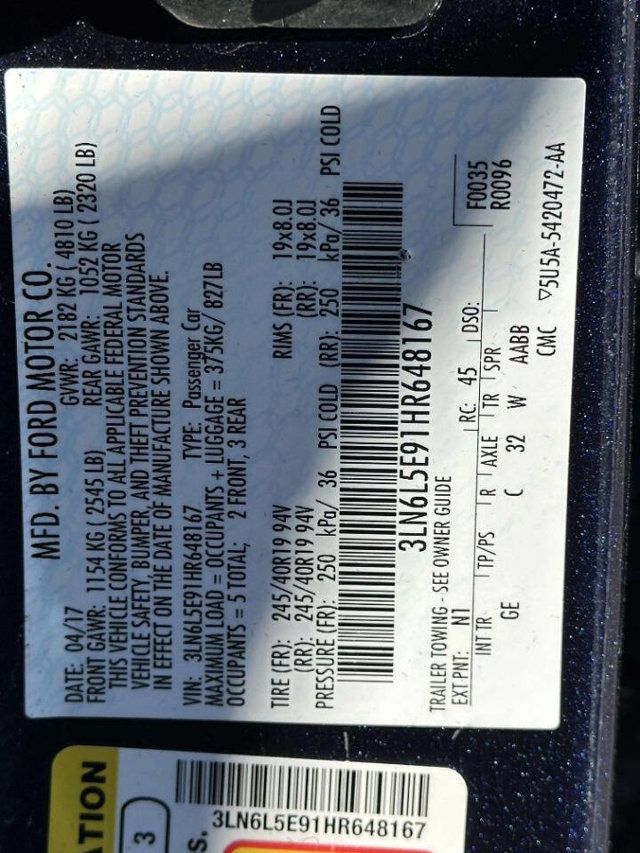 MFD. BY FORD MOTOR CO.
DATE: 04/17 GVWR: 2182 KG ( 4810 LB)
FRONT GAWR: 1154 KG ( 2545 LB) REAR GAWR: 1052 KG ( 2320 LB)
THIS VEHICLE CONFORMS TO ALL APPLICABLE FEDERAL MOTOR
VEHICLE SAFETY, BUMPER, AND THEFT PREVENTION STANDARDS
IN EFFECT ON THE DATE OF MANUFACTURE SHOWN ABOVE.
VIN: 3LN6L5E91HR648167 TYPE: Passenger Car
MAXIMUM LOAD = OCCUPANTS + LUGGAGE = 375KG/ 827LB
OCCUPANTS = 5 TOTAL; 2 FRONT, 3 REAR
TIRE (FR): 245/40R19 94V RIMS (FR): 19x8.0J
(RR): 245/40R19 94V (RR): 19x8.0J
PRESSURE (FR): 250 kPa/ 36 PSI COLD (RR): 250 kPa/ 36 PSI COLD
3LN6L5E91HR648167
TRAILER TOWING - SEE OWNER GUIDE
EXT PNT: N1 RC: 45 DSO: F0035
R0096
INT TR TP/PS R AXLE TR SPR
GE C 32 W AABB
CMC ▽5U5A-5420472-AA
ATION
3
S.
3LN6L5E91HR648167